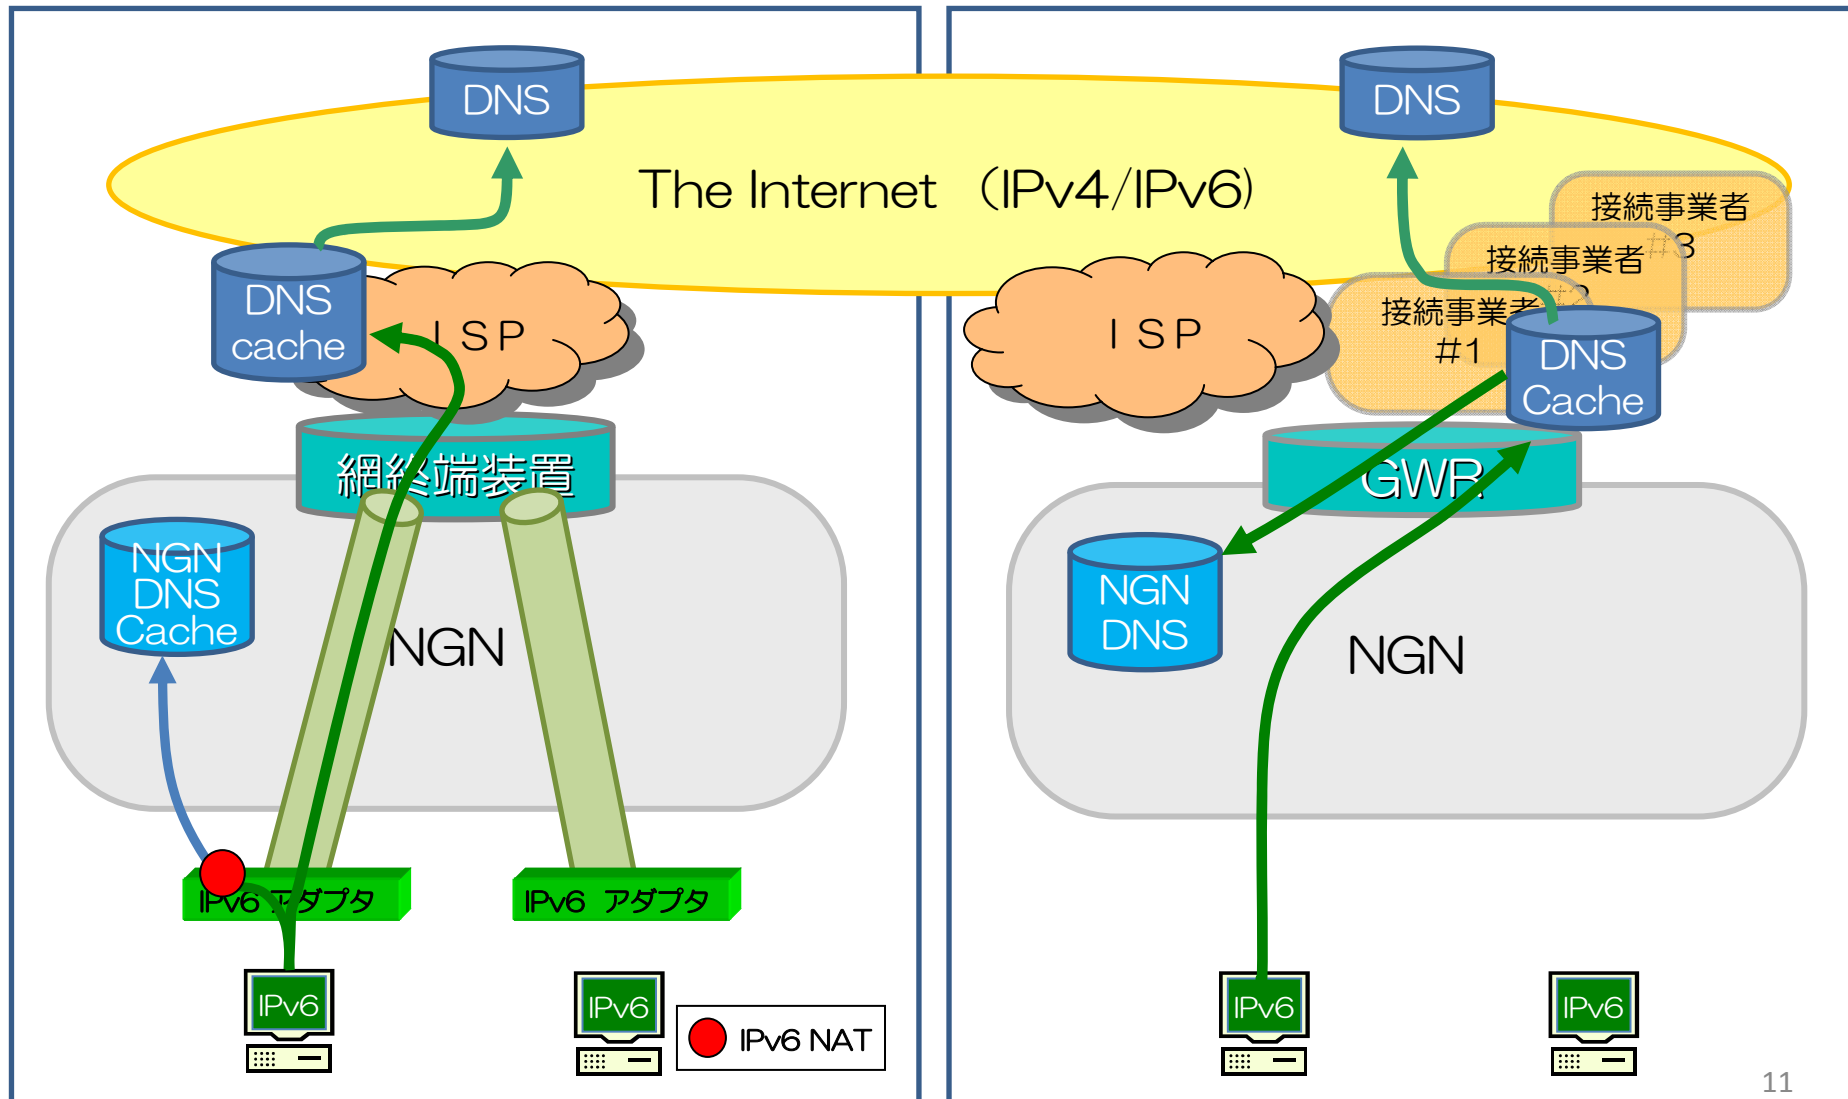 DNS
The Internet （IPv4/IPv6)
DNS
cache
ＩＳＰ
網終端装置
NGN
DNS
Cache
NGN
IPv6 アダプタ
IPv6 アダプタ
IPv6
IPv6
IPv6 NAT
DNS
接続事業者
#3
接続事業者
#2
接続事業者
#1
ＩＳＰ
DNS
Cache
GWR
NGN
DNS
NGN
IPv6
IPv6
11